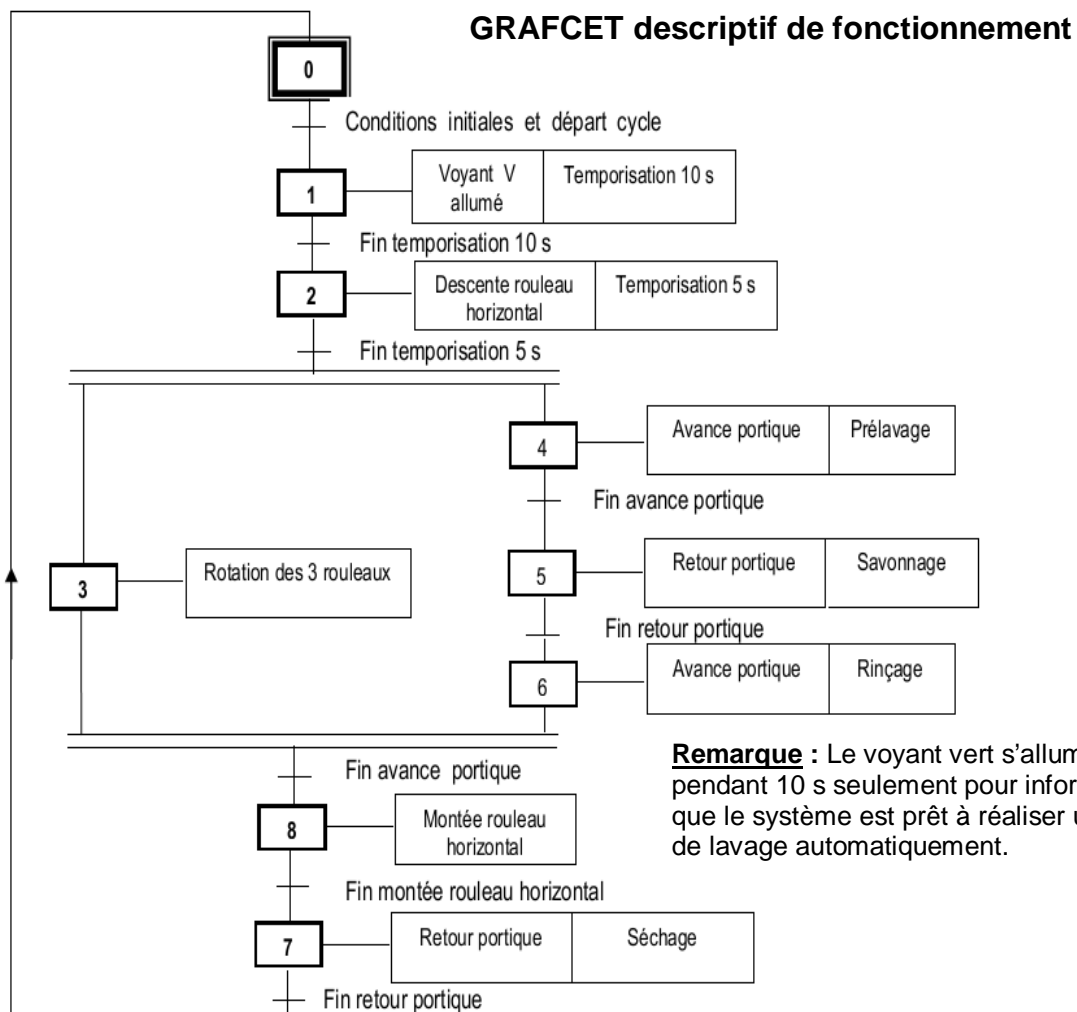 GRAFCET descriptif de fonctionnement
0
Conditions initiales et départ cycle
1
Voyant V
allumé
Temporisation 10 s
Fin temporisation 10 s
2
Descente rouleau
horizontal
Temporisation 5 s
Fin temporisation 5 s
4
Avance portique
Prélavage
Fin avance portique
3
Rotation des 3 rouleaux
5
Retour portique
Savonnage
Fin retour portique
6
Avance portique
Rinçage
Fin avance portique
Remarque : Le voyant vert s’allum
pendant 10 s seulement pour infor
que le système est prêt à réaliser u
de lavage automatiquement.
8
Montée rouleau
horizontal
Fin montée rouleau horizontal
7
Retour portique
Séchage
Fin retour portique